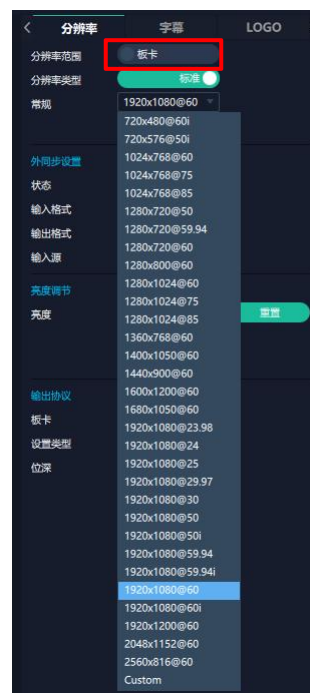 分辨率 字幕 LOGO
分辨率范围 板卡
分辨率类型 标准
常规 1920x1080@60
720x480@60i
720x576@50i
1024x768@60
外同步设置
1024x768@75
状态
1024x768@85
输入格式
1280x720@50
输出格式 1280x720@59.94
1280x720@60
输入源
1280x800@60
亮度调节 1280x1024@60
1280x1024@75
亮度 重置
1280x1024@85
1360x768@60
1400x1050@60
1440x900@60
输出协议 1600x1200@60
1680x1050@60
板卡
1920x1080@23.98
设置类型 1920x1080@24
1920x1080@25
位深
1920x1080@29.97
1920x1080@30
1920x1080@50
1920x1080@50i
1920x1080@59.94
1920x1080@59.94i
1920x1080@60
1920x1080@60i
1920x1200@60
2048x1152@60
2560x816@60
Custom